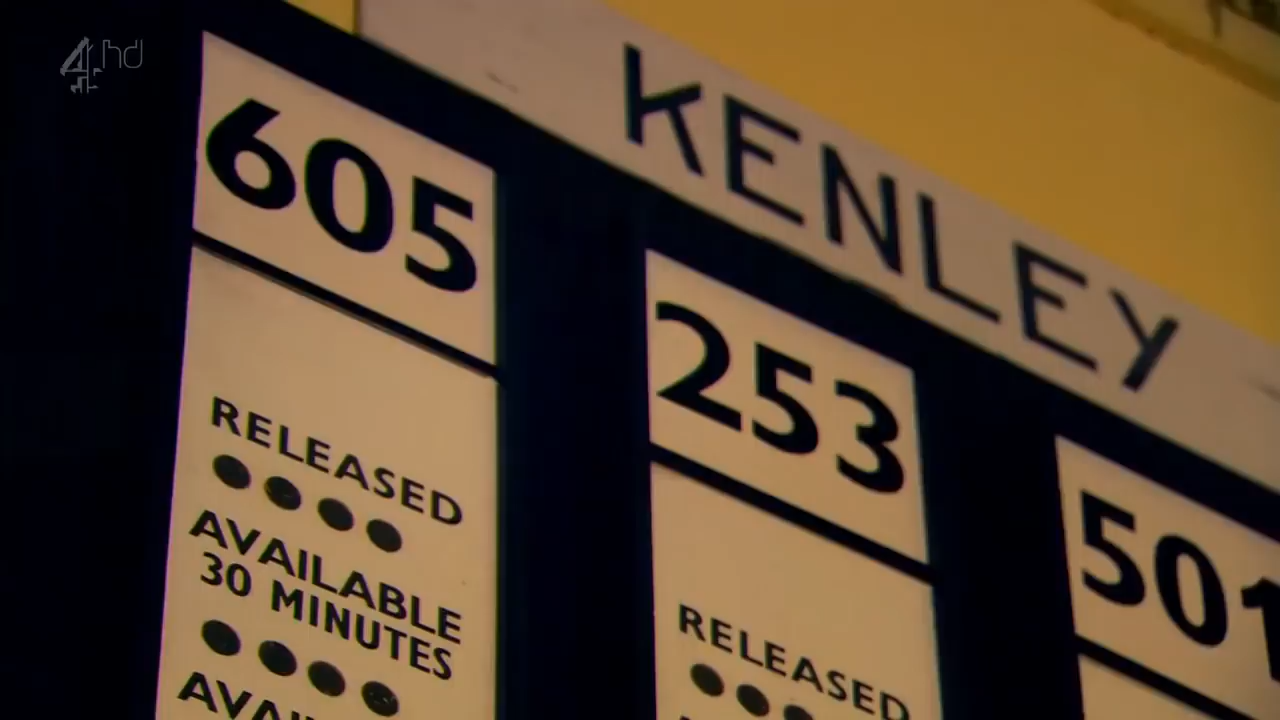 4hd
KENLEY
605
RELEASED
AVAILABLE
30 MINUTES
253
RELEASED
501